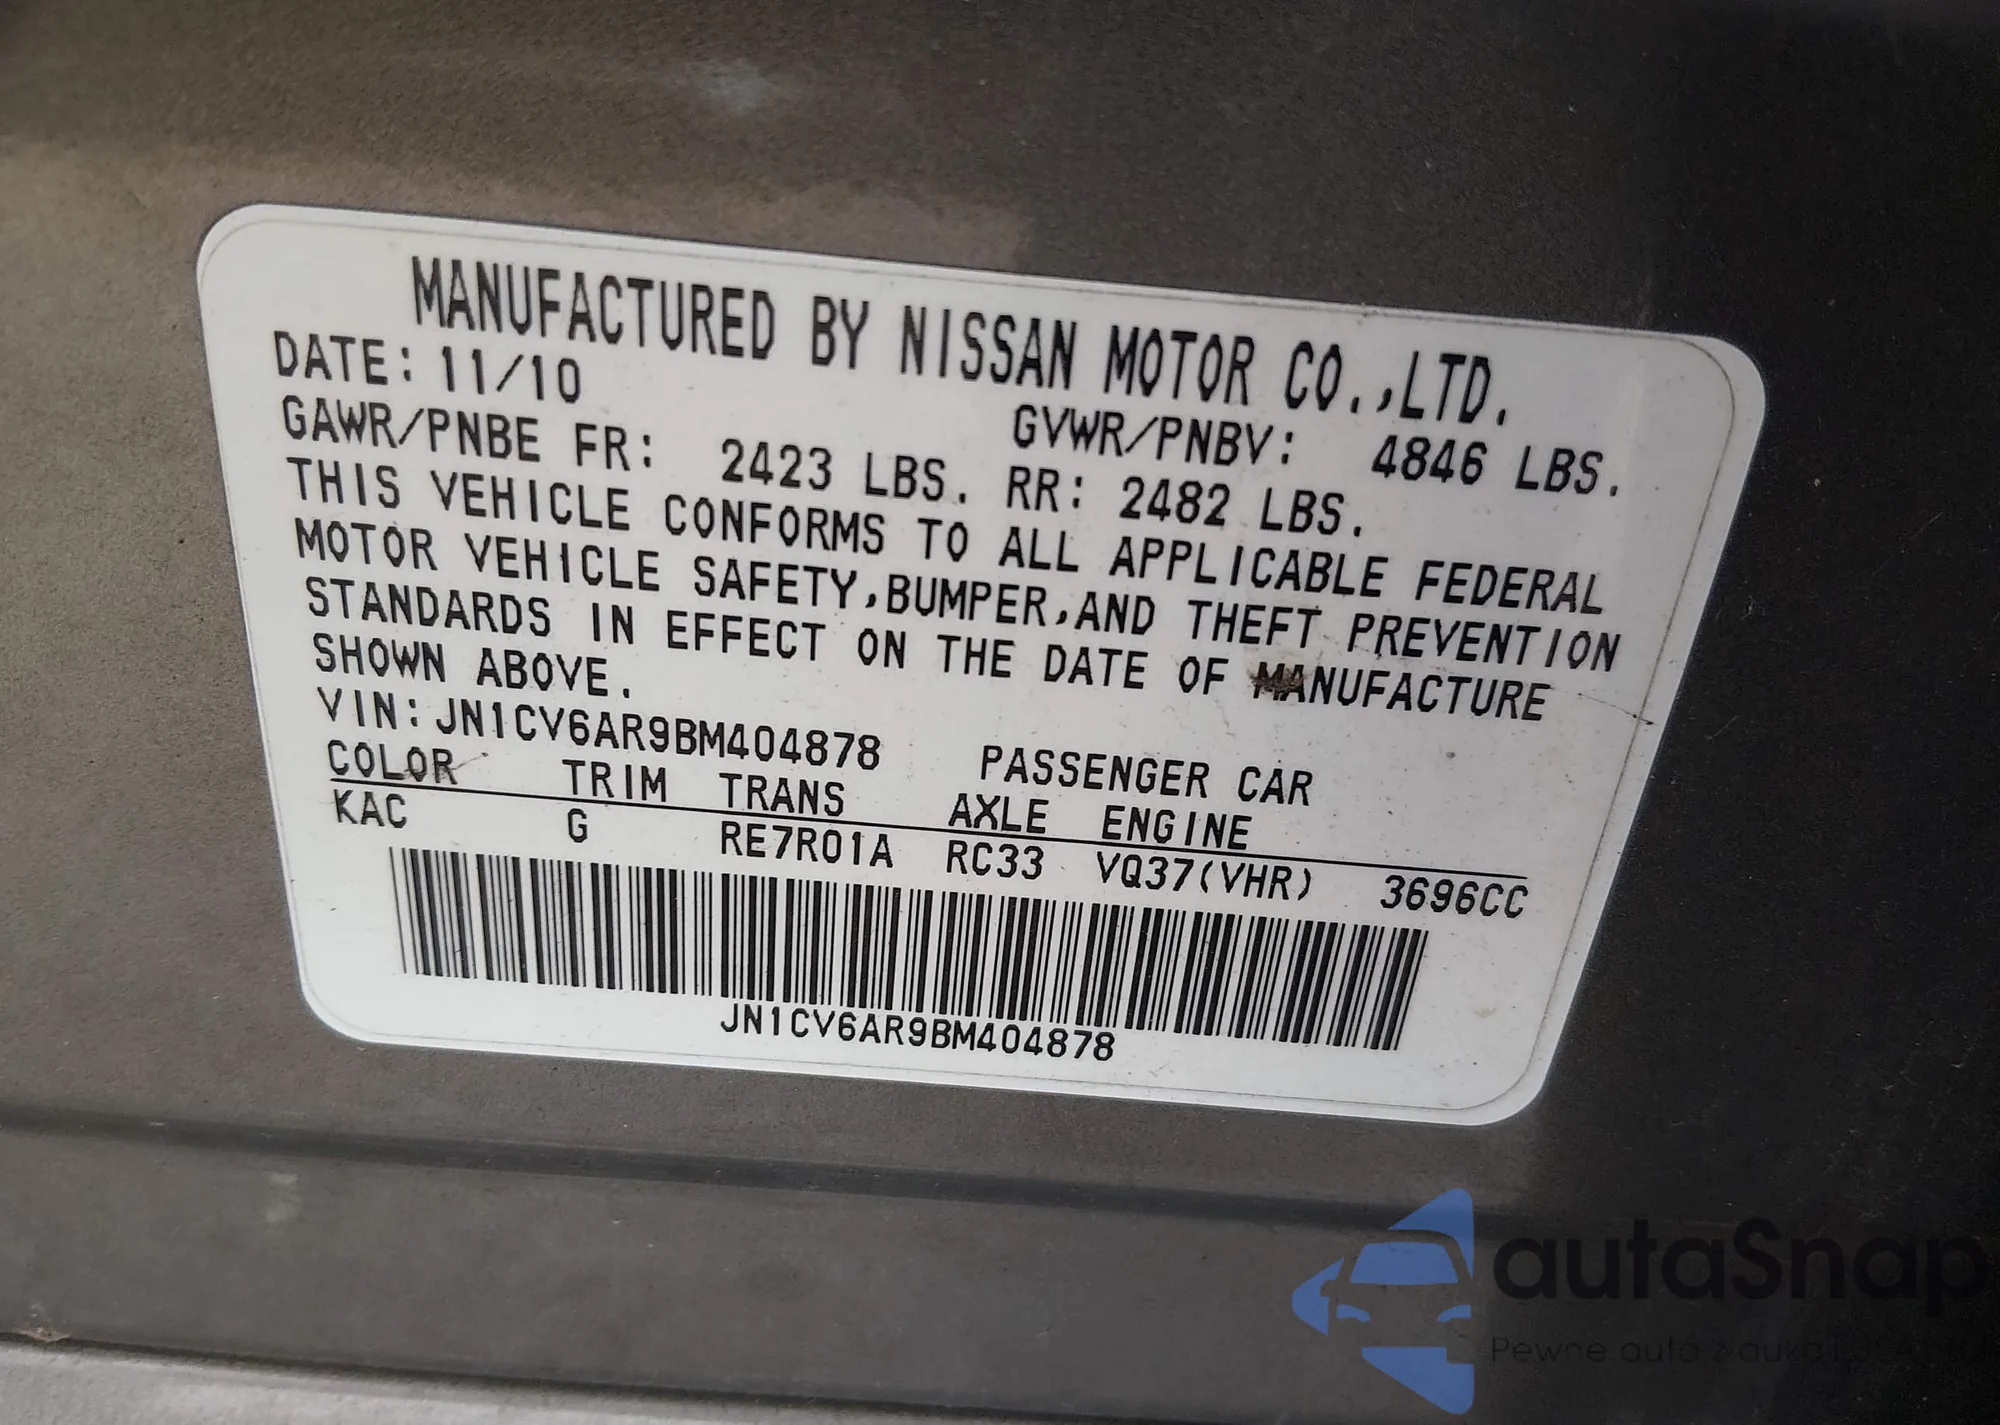 MANUFACTURED BY NISSAN MOTOR CO.,LTD.
DATE: 11/10 GVWR/PNBV: 4846 LBS.
GAWR/PNBE FR: 2423 LBS. RR: 2482 LBS.
THIS VEHICLE CONFORMS TO ALL APPLICABLE FEDERAL
MOTOR VEHICLE SAFETY,BUMPER,AND THEFT PREVENTION
STANDARDS IN EFFECT ON THE DATE OF MANUFACTURE
SHOWN ABOVE.
VIN:JN1CV6AR9BM404878 PASSENGER CAR
COLOR TRIM TRANS AXLE ENGINE
KAC G RE7R01A RC33 VQ37(VHR) 3696CC
JN1CV6AR9BM404878
autaSnap
Pewne auta z